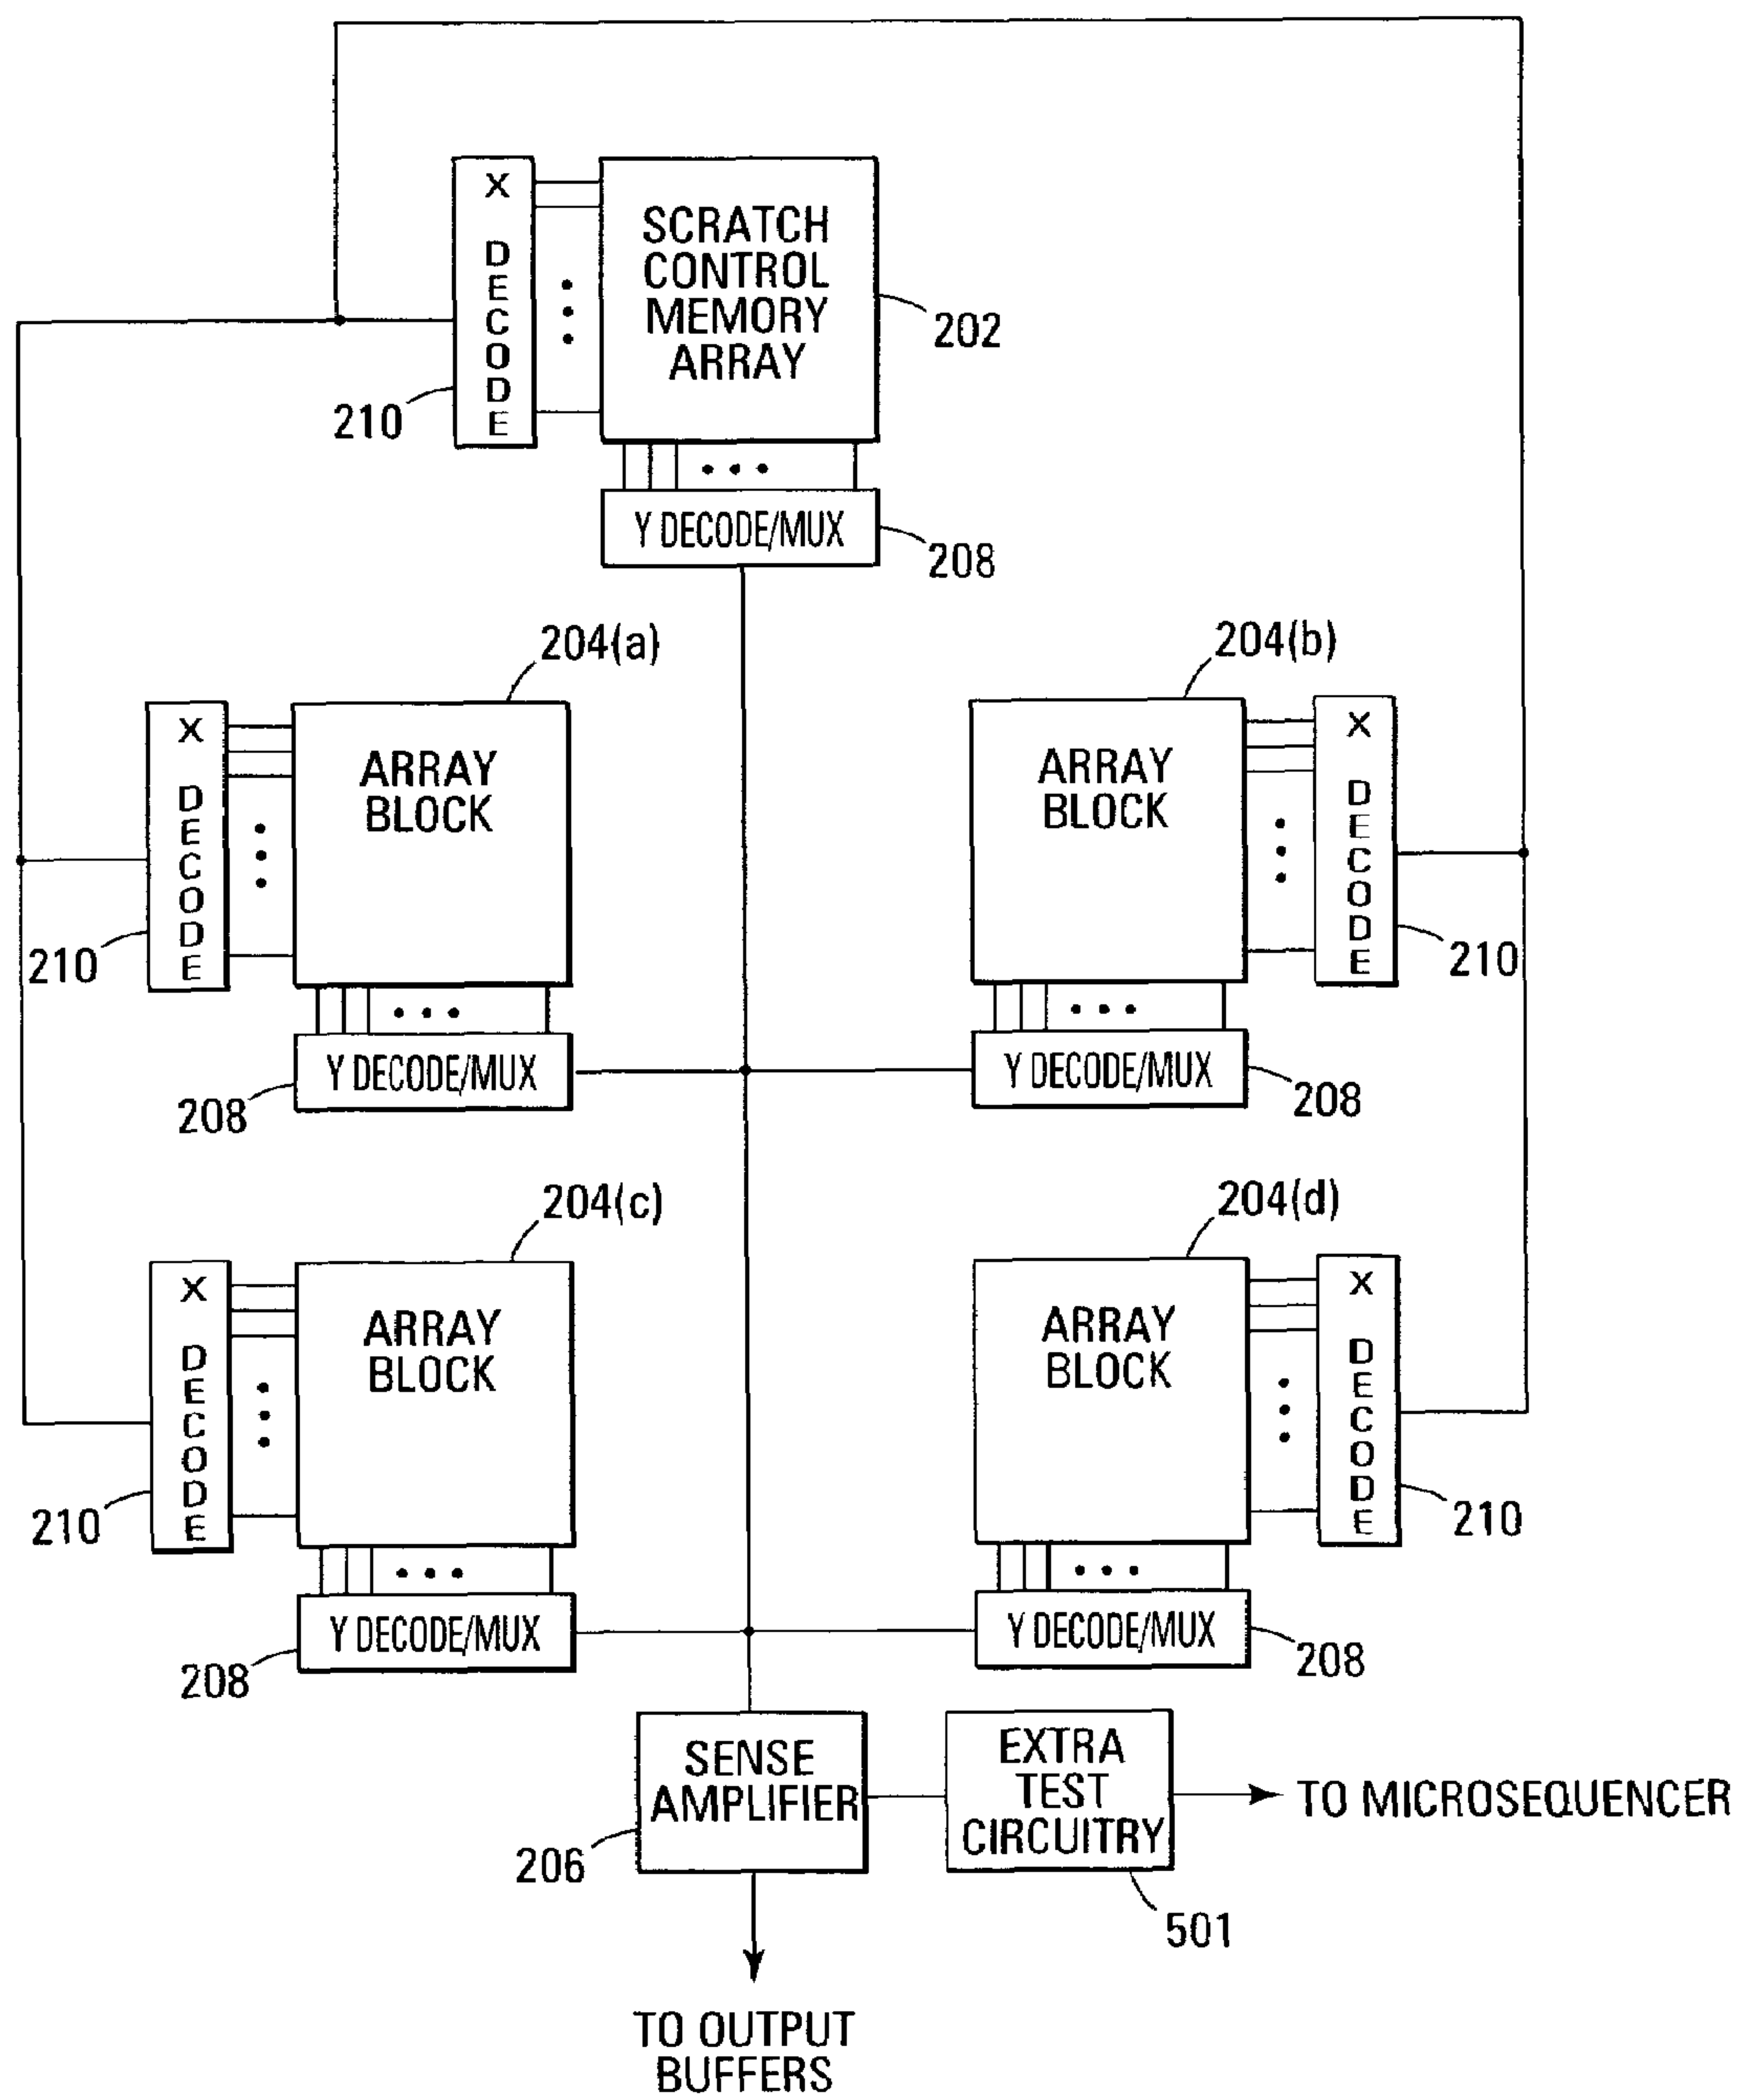 X DECODE
SCRATCH
CONTROL
MEMORY
ARRAY
202
210
Y DECODE/MUX
208
204(a)
X DECODE
ARRAY
BLOCK
210
Y DECODE/MUX
208
204(b)
ARRAY
BLOCK
X DECODE
210
Y DECODE/MUX
208
204(c)
X DECODE
ARRAY
BLOCK
210
Y DECODE/MUX
208
204(d)
ARRAY
BLOCK
X DECODE
210
Y DECODE/MUX
208
SENSE
AMPLIFIER
206
EXTRA
TEST
CIRCUITRY
501
TO MICROSEQUENCER
TO OUTPUT
BUFFERS